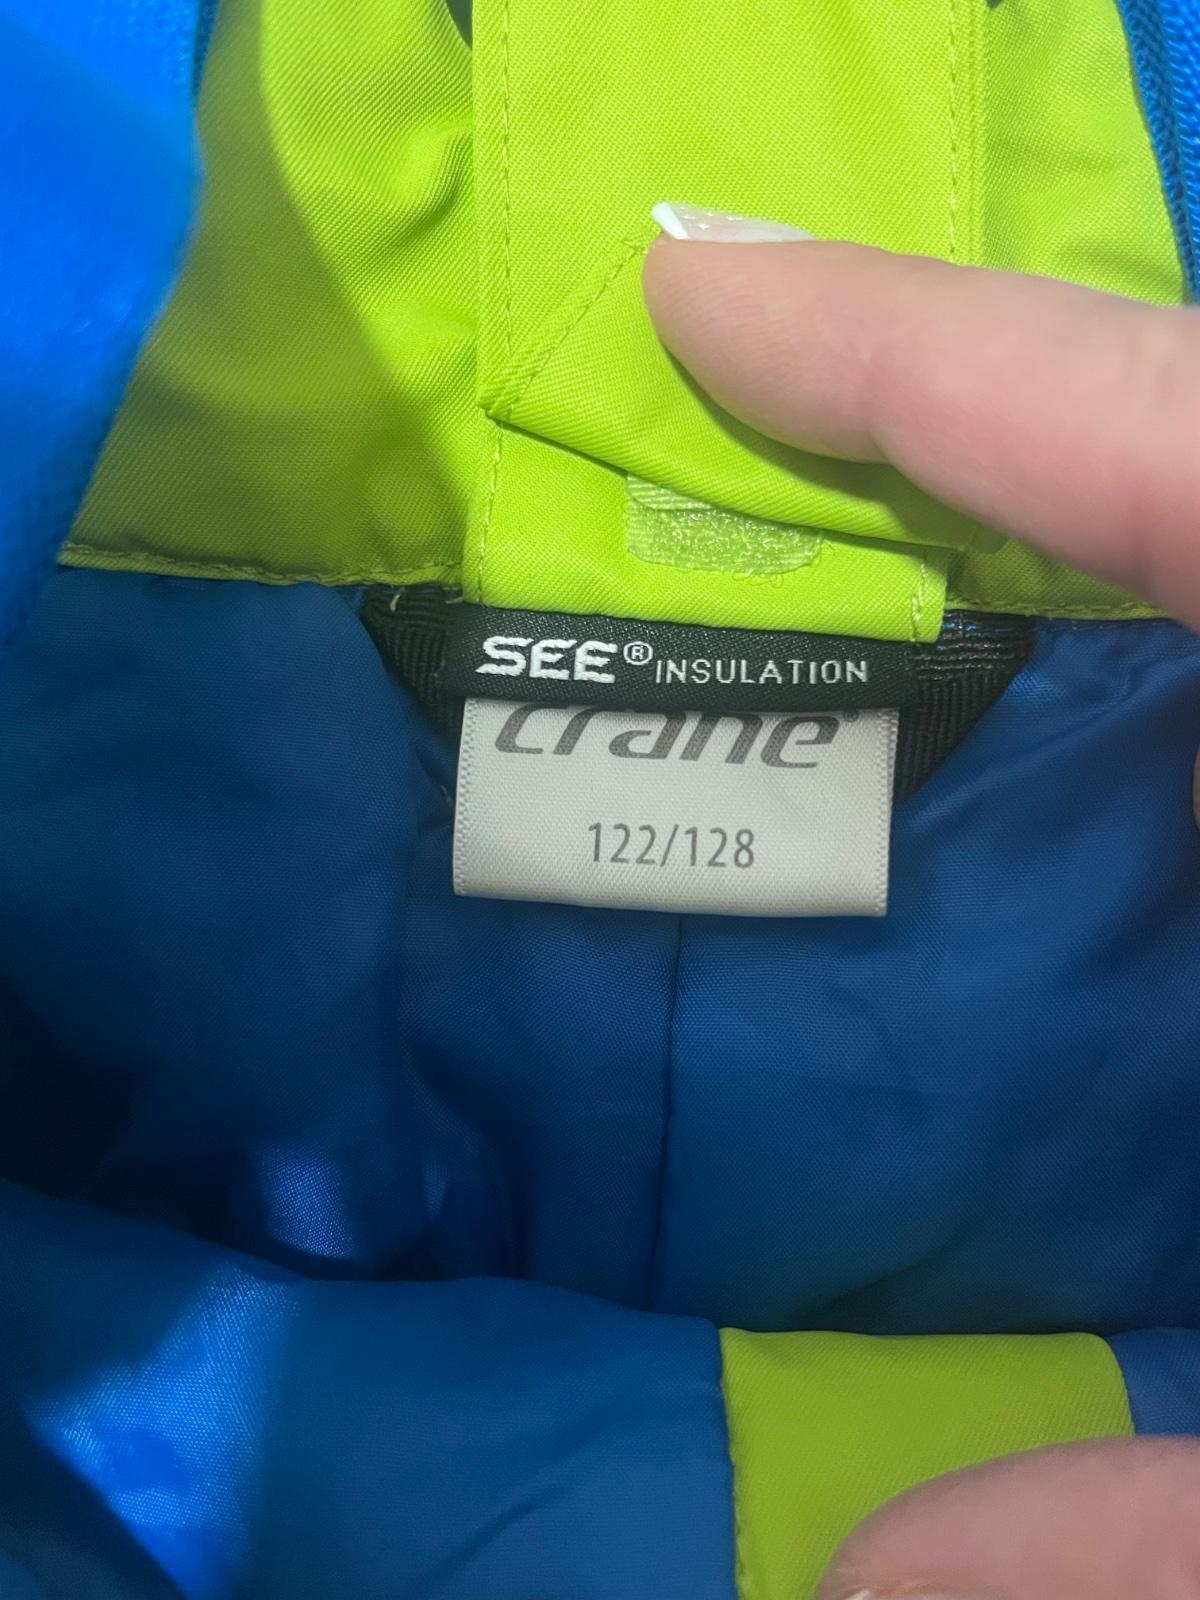 SEE® INSULATION
crane®
122/128